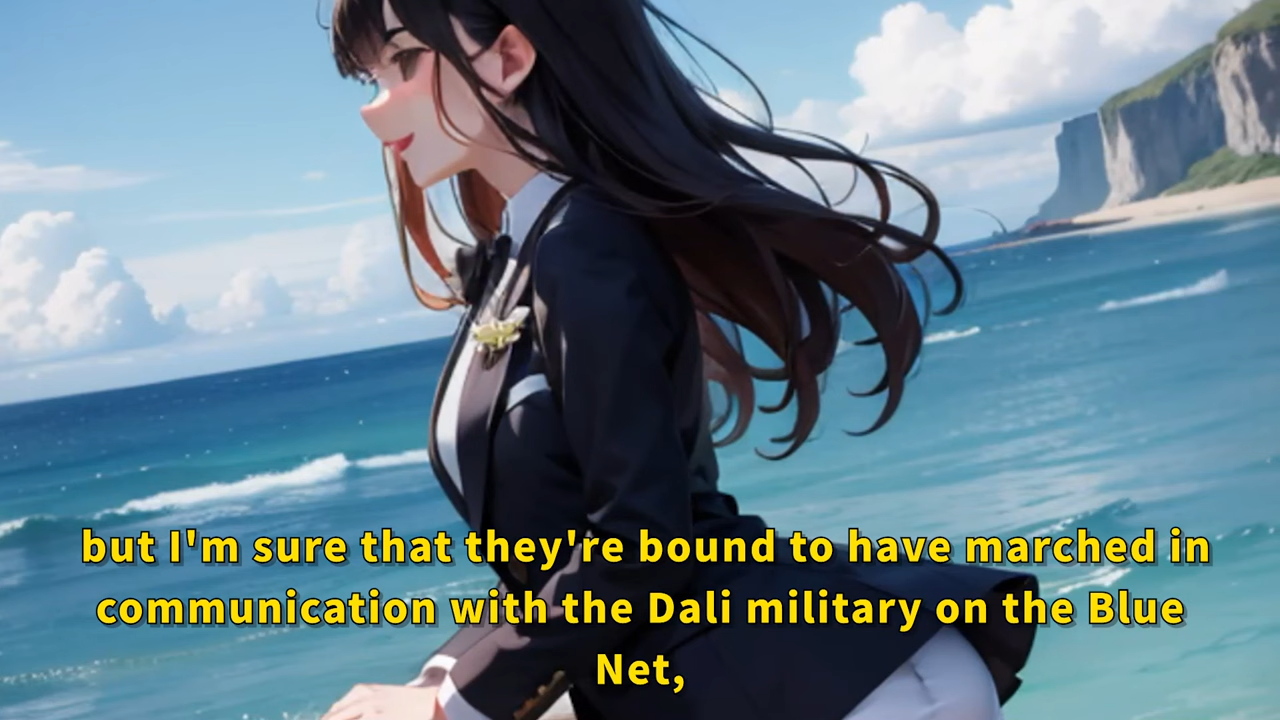 but I'm sure that they're bound to have marched in
communication with the Dali military on the Blue
Net,